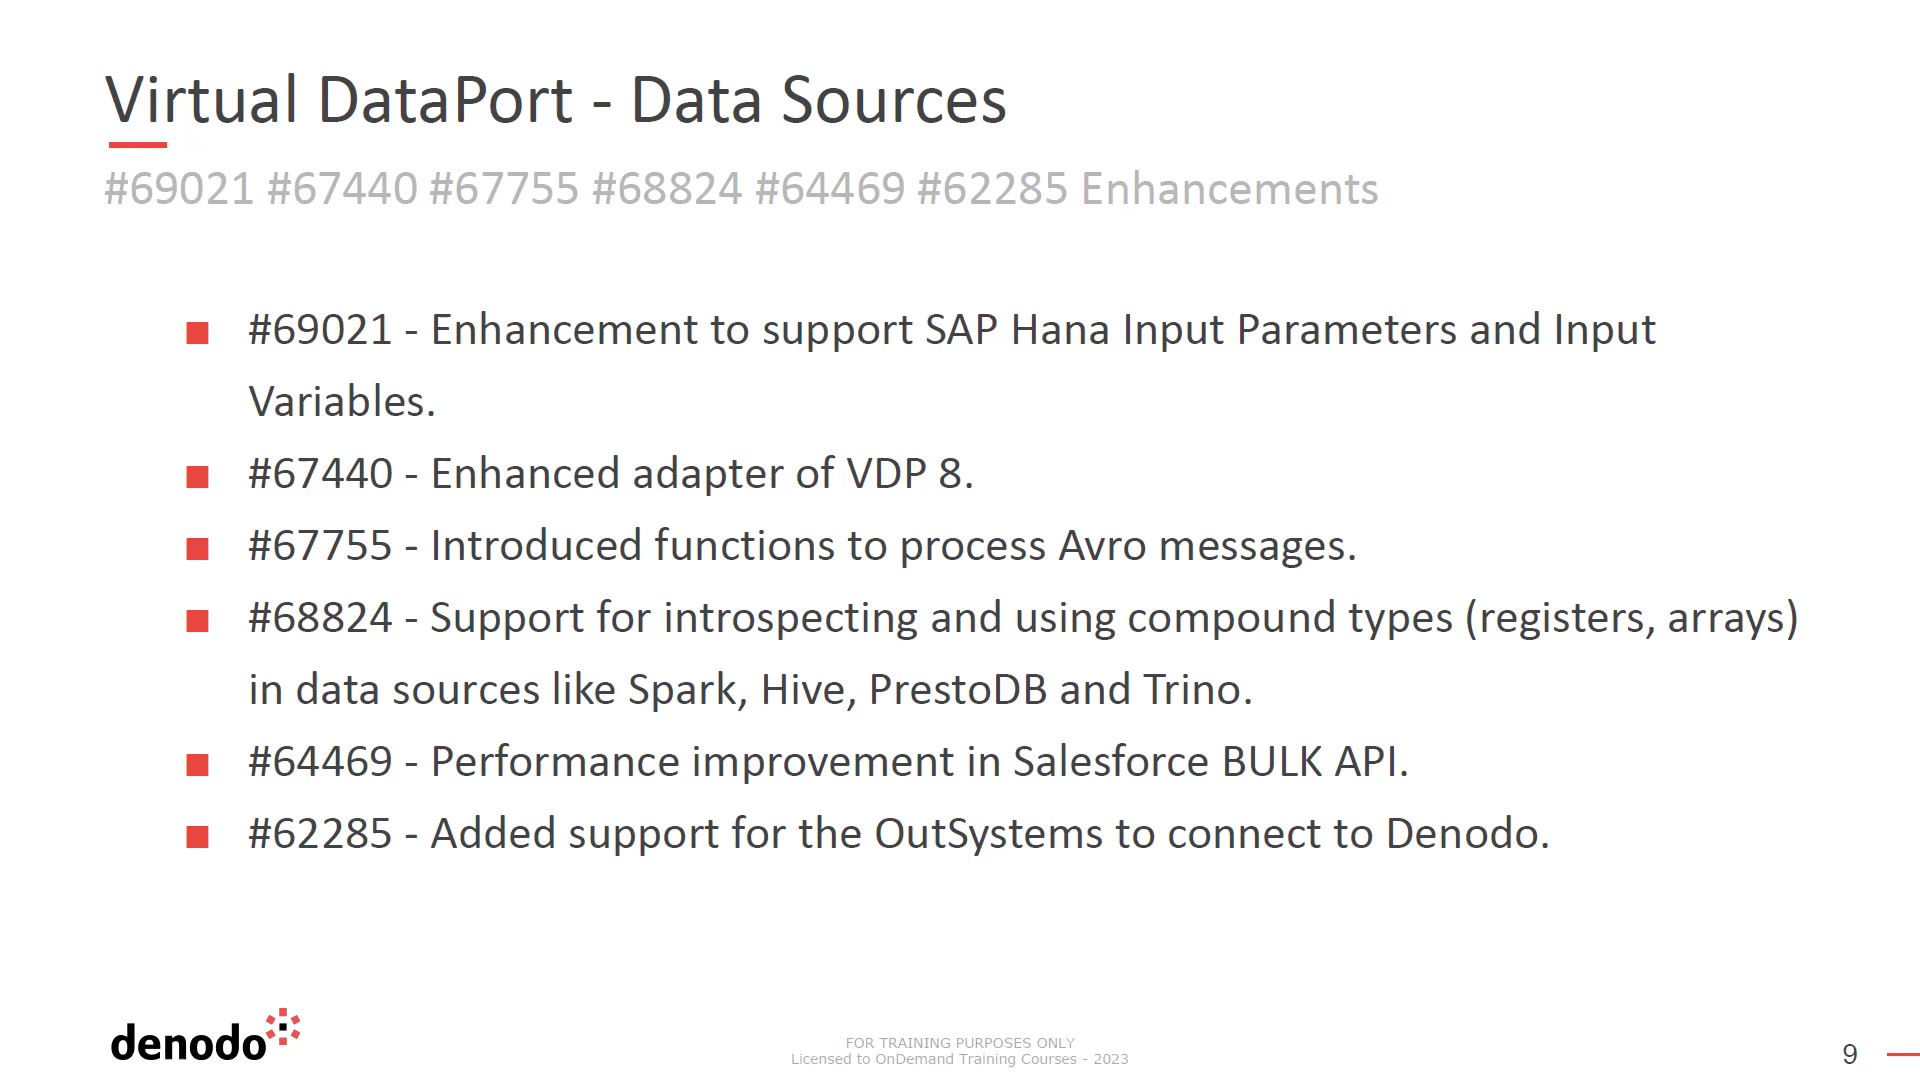 Virtual DataPort - Data Sources
#69021 #67440 #67755 #68824 #64469 #62285 Enhancements
#69021 - Enhancement to support SAP Hana Input Parameters and Input
Variables.
#67440 - Enhanced adapter of VDP 8.
#67755 - Introduced functions to process Avro messages.
#68824 - Support for introspecting and using compound types (registers, arrays)
in data sources like Spark, Hive, PrestoDB and Trino.
#64469 - Performance improvement in Salesforce BULK API.
#62285 - Added support for the OutSystems to connect to Denodo.
denodo
FOR TRAINING PURPOSES ONLY
Licensed to OnDemand Training Courses - 2023
9